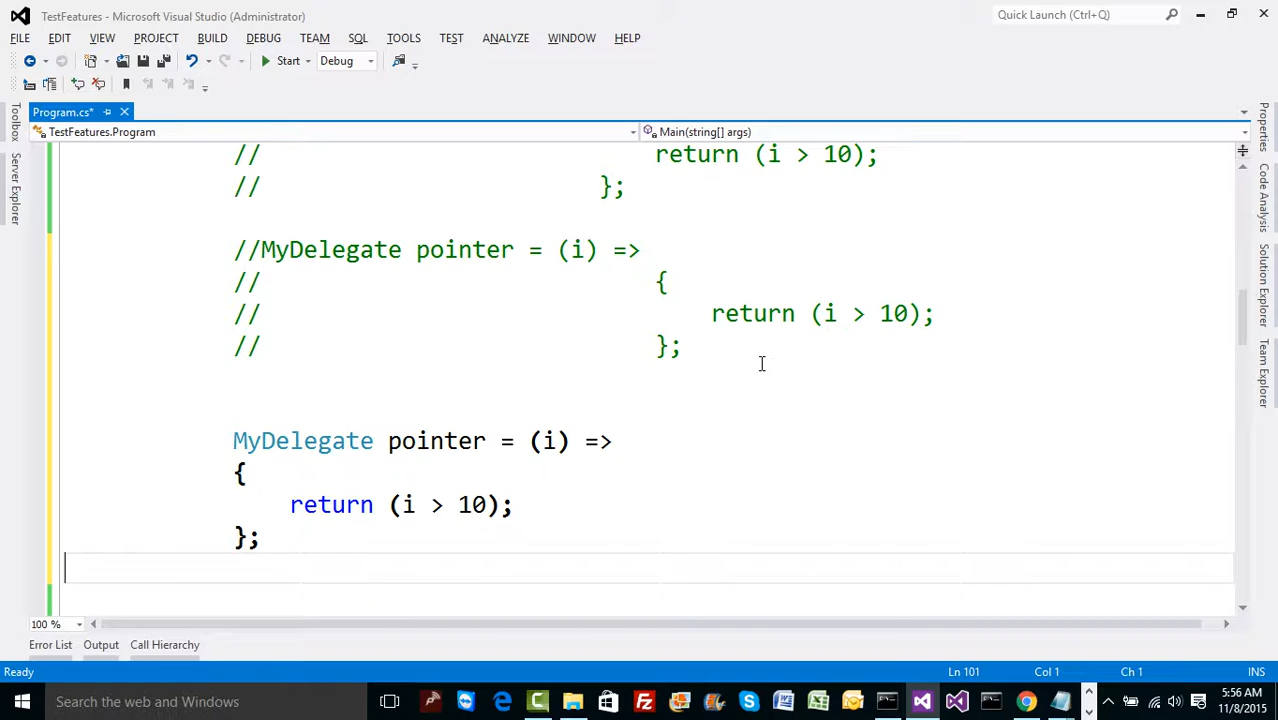 TestFeatures - Microsoft Visual Studio (Administrator)
Quick Launch (Ctrl+Q)
FILE EDIT VIEW PROJECT BUILD DEBUG TEAM SQL TOOLS TEST ANALYZE WINDOW HELP
Start Debug
Program.cs*
TestFeatures.Program Main(string[] args)
Toolbox
Server Explorer
Properties
Code Analysis
Solution Explorer
Team Explorer
// return (i > 10);
// };
//MyDelegate pointer = (i) =>
// {
// return (i > 10);
// };
MyDelegate pointer = (i) =>
{
return (i > 10);
};
100 %
Error List Output Call Hierarchy
Ready Ln 101 Col 1 Ch 1 INS
Search the web and Windows
5:56 AM
11/8/2015